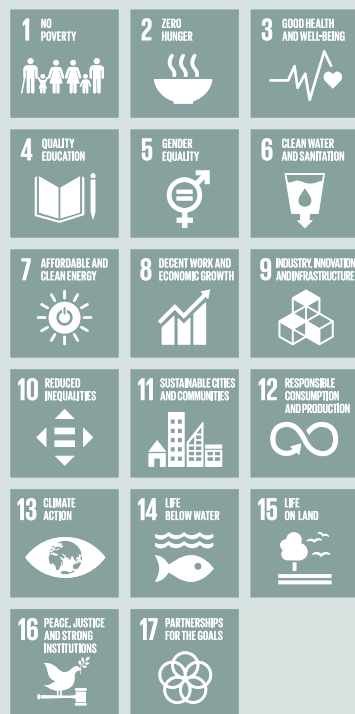 1 NO
POVERTY
2 ZERO
HUNGER
3 GOOD HEALTH
AND WELL-BEING
4 QUALITY
EDUCATION
5 GENDER
EQUALITY
6 CLEAN WATER
AND SANITATION
7 AFFORDABLE AND
CLEAN ENERGY
8 DECENT WORK AND
ECONOMIC GROWTH
9 INDUSTRY, INNOVATION
AND INFRASTRUCTURE
10 REDUCED
INEQUALITIES
11 SUSTAINABLE CITIES
AND COMMUNITIES
12 RESPONSIBLE
CONSUMPTION
AND PRODUCTION
13 CLIMATE
ACTION
14 LIFE
BELOW WATER
15 LIFE
ON LAND
16 PEACE, JUSTICE
AND STRONG
INSTITUTIONS
17 PARTNERSHIPS
FOR THE GOALS